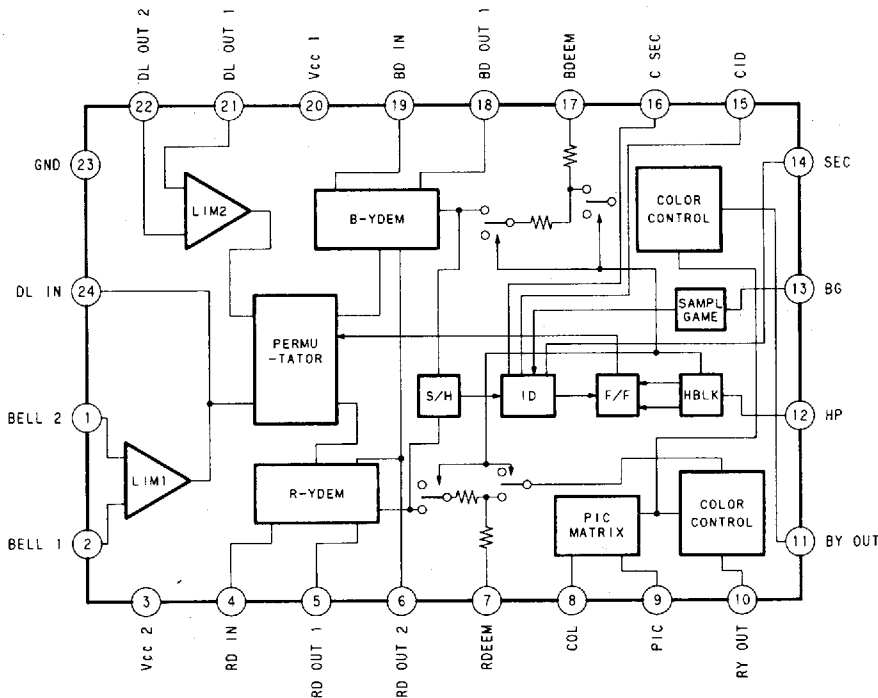 DL OUT 2
DL OUT 1
Vcc 1
BD IN
BD OUT 1
BDEEM
C SEC
CID
22
21
20
19
18
17
16
15
GND
23
14
SEC
LIM2
B-YDEM
COLOR
CONTROL
DL IN
24
13
BG
SAMPL
GAME
PERMU
-TATOR
S/H
ID
F/F
HBLK
BELL 2
1
12
HP
LIM1
R-YDEM
PIC
MATRIX
COLOR
CONTROL
BELL 1
2
11
BY OUT
3
4
5
6
7
8
9
10
Vcc 2
RD IN
RD OUT 1
RD OUT 2
RDEEM
COL
PIC
RY OUT